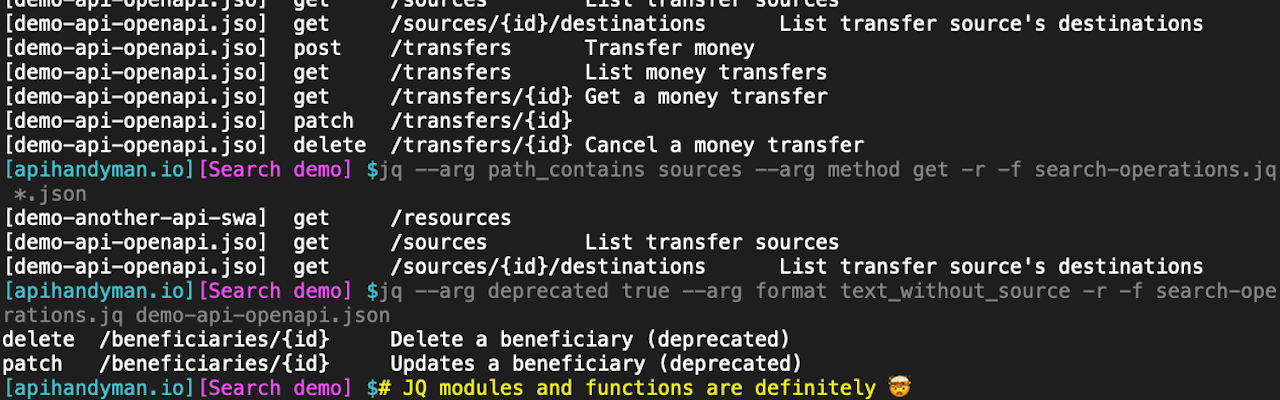 [demo-api-openapi.jso]  get     /sources        List transfer sources
[demo-api-openapi.jso]  get     /sources/{id}/destinations      List transfer source's destinations
[demo-api-openapi.jso]  post    /transfers      Transfer money
[demo-api-openapi.jso]  get     /transfers      List money transfers
[demo-api-openapi.jso]  get     /transfers/{id} Get a money transfer
[demo-api-openapi.jso]  patch   /transfers/{id}
[demo-api-openapi.jso]  delete  /transfers/{id} Cancel a money transfer
[apihandyman.io][Search demo] $jq --arg path_contains sources --arg method get -r -f search-operations.jq
 *.json
[demo-another-api-swa]  get     /resources
[demo-api-openapi.jso]  get     /sources        List transfer sources
[demo-api-openapi.jso]  get     /sources/{id}/destinations      List transfer source's destinations
[apihandyman.io][Search demo] $jq --arg deprecated true --arg format text_without_source -r -f search-ope
rations.jq demo-api-openapi.json
delete  /beneficiaries/{id}     Delete a beneficiary (deprecated)
patch   /beneficiaries/{id}     Updates a beneficiary (deprecated)
[apihandyman.io][Search demo] $# JQ modules and functions are definitely 🤯